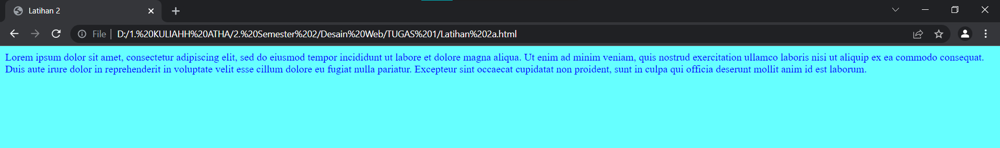 Latihan 2
File | D:/1.%20KULIAHH%20ATHA/2.%20Semester%202/Desain%20Web/TUGAS%201/Latihan%202a.html
Lorem ipsum dolor sit amet, consectetur adipiscing elit, sed do eiusmod tempor incididunt ut labore et dolore magna aliqua. Ut enim ad minim veniam, quis nostrud exercitation ullamco laboris nisi ut aliquip ex ea commodo consequat.
Duis aute irure dolor in reprehenderit in voluptate velit esse cillum dolore eu fugiat nulla pariatur. Excepteur sint occaecat cupidatat non proident, sunt in culpa qui officia deserunt mollit anim id est laborum.